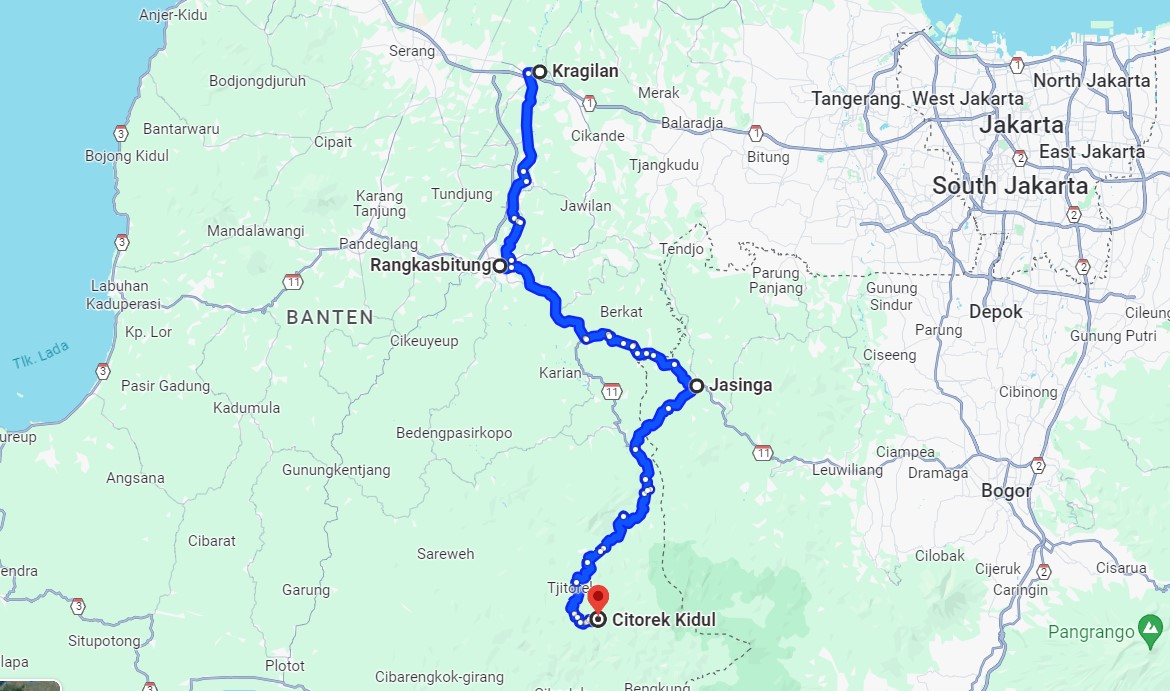 Anjer-Kidu
Serang
Kragilan
1
North Jakarta
Bodjongdjuruh
1
Merak
Tangerang
West Jakarta
Jakarta
3
Bantarwaru
Cipait
Cikande
Balaradja
1
Bojong Kidul
Bitung
2
East Jakarta
Tjangkudu
South Jakarta
Karang
Tanjung
Tundjung
Jawilan
2
Mandalawangi
3
Pandeglang
Tendjo
Rangkasbitung
2
Labuhan
Kaduperasi
11
Parung
Panjang
Gunung
Sindur
BANTEN
Berkat
Depok
Cileung
Kp. Lor
Cikeuyeup
Parung
Gunung Putri
Tlk. Lada
Ciseeng
3
Karian
Pasir Gadung
11
Jasinga
Cibinong
Kadumula
ureup
Bedengpasirkopo
11
Ciampea
Gunungkentjang
Leuwiliang
Dramaga
2
Angsana
Bogor
Cibarat
Sareweh
Cilobak
endra
Cijeruk
2
Cisarua
Garung
Tjitorek
Caringin
3
Citorek Kidul
Situpotong
Pangrango
lapa
Plotot
Cibarengkok-girang
3
Bengkung